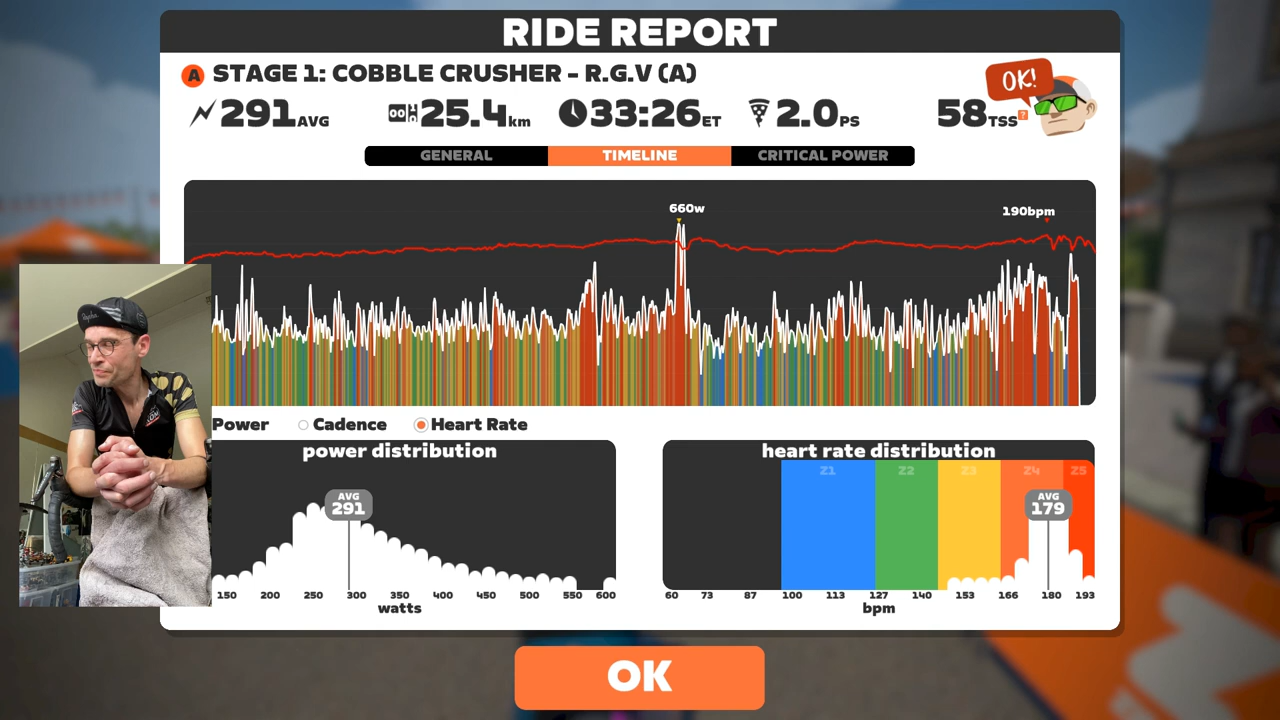 RIDE REPORT
A STAGE 1: COBBLE CRUSHER - R.G.V (A)
OK!
291AVG 25.4km 33:26ET 2.0PS 58TSS?
GENERAL TIMELINE CRITICAL POWER
660w 190bpm
Power Cadence Heart Rate
power distribution
AVG
291
150 200 250 300 350 400 450 500 550 600
watts
heart rate distribution
Z1 Z2 Z3 Z4 Z5
AVG
179
60 73 87 100 113 127 140 153 166 180 193
bpm
OK